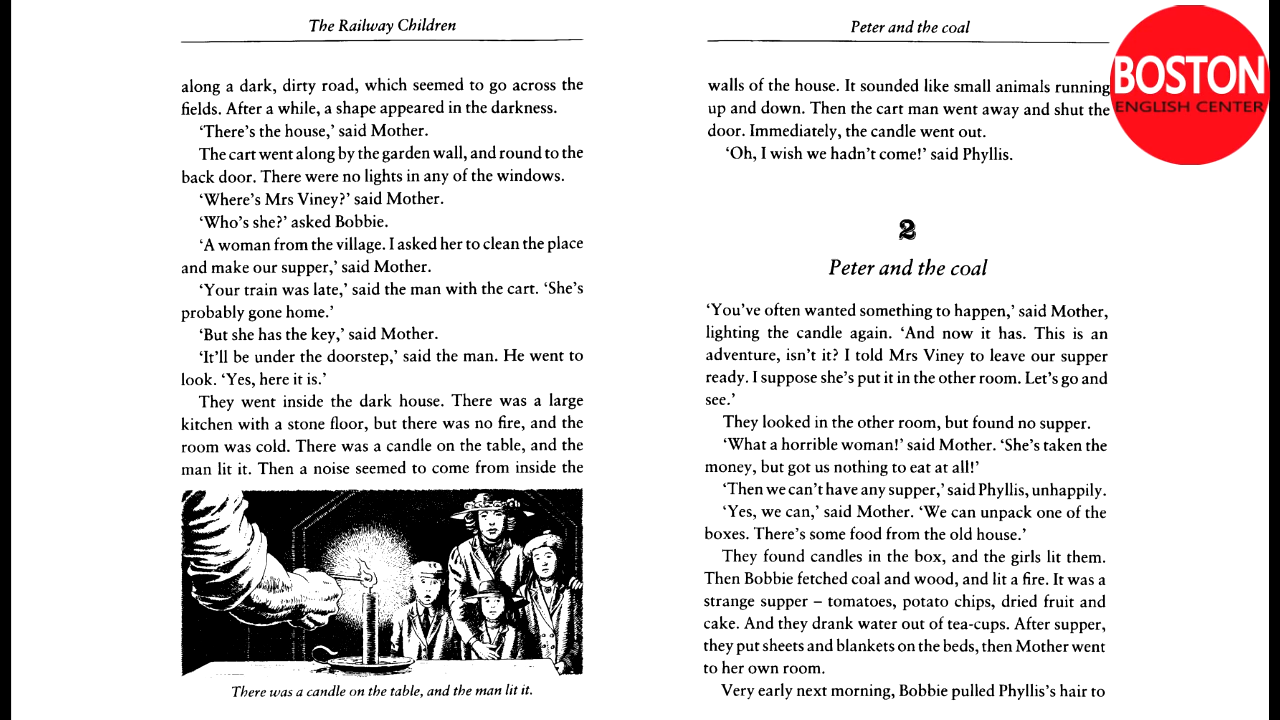 The Railway Children
along a dark, dirty road, which seemed to go across the
fields. After a while, a shape appeared in the darkness.
‘There's the house,’ said Mother.
The cart went along by the garden wall, and round to the
back door. There were no lights in any of the windows.
‘Where's Mrs Viney?’ said Mother.
‘Who's she?’ asked Bobbie.
‘A woman from the village. I asked her to clean the place
and make our supper,’ said Mother.
‘Your train was late,’ said the man with the cart. ‘She's
probably gone home.’
‘But she has the key,’ said Mother.
‘It'll be under the doorstep,’ said the man. He went to
look. ‘Yes, here it is.’
They went inside the dark house. There was a large
kitchen with a stone floor, but there was no fire, and the
room was cold. There was a candle on the table, and the
man lit it. Then a noise seemed to come from inside the
There was a candle on the table, and the man lit it.
Peter and the coal
walls of the house. It sounded like small animals running
up and down. Then the cart man went away and shut the
door. Immediately, the candle went out.
‘Oh, I wish we hadn't come!’ said Phyllis.
2
Peter and the coal
‘You've often wanted something to happen,’ said Mother,
lighting the candle again. ‘And now it has. This is an
adventure, isn't it? I told Mrs Viney to leave our supper
ready. I suppose she's put it in the other room. Let's go and
see.’
They looked in the other room, but found no supper.
‘What a horrible woman!’ said Mother. ‘She's taken the
money, but got us nothing to eat at all!’
‘Then we can't have any supper,’ said Phyllis, unhappily.
‘Yes, we can,’ said Mother. ‘We can unpack one of the
boxes. There's some food from the old house.’
They found candles in the box, and the girls lit them.
Then Bobbie fetched coal and wood, and lit a fire. It was a
strange supper – tomatoes, potato chips, dried fruit and
cake. And they drank water out of tea-cups. After supper,
they put sheets and blankets on the beds, then Mother went
to her own room.
Very early next morning, Bobbie pulled Phyllis's hair to
BOSTON
ENGLISH CENTER